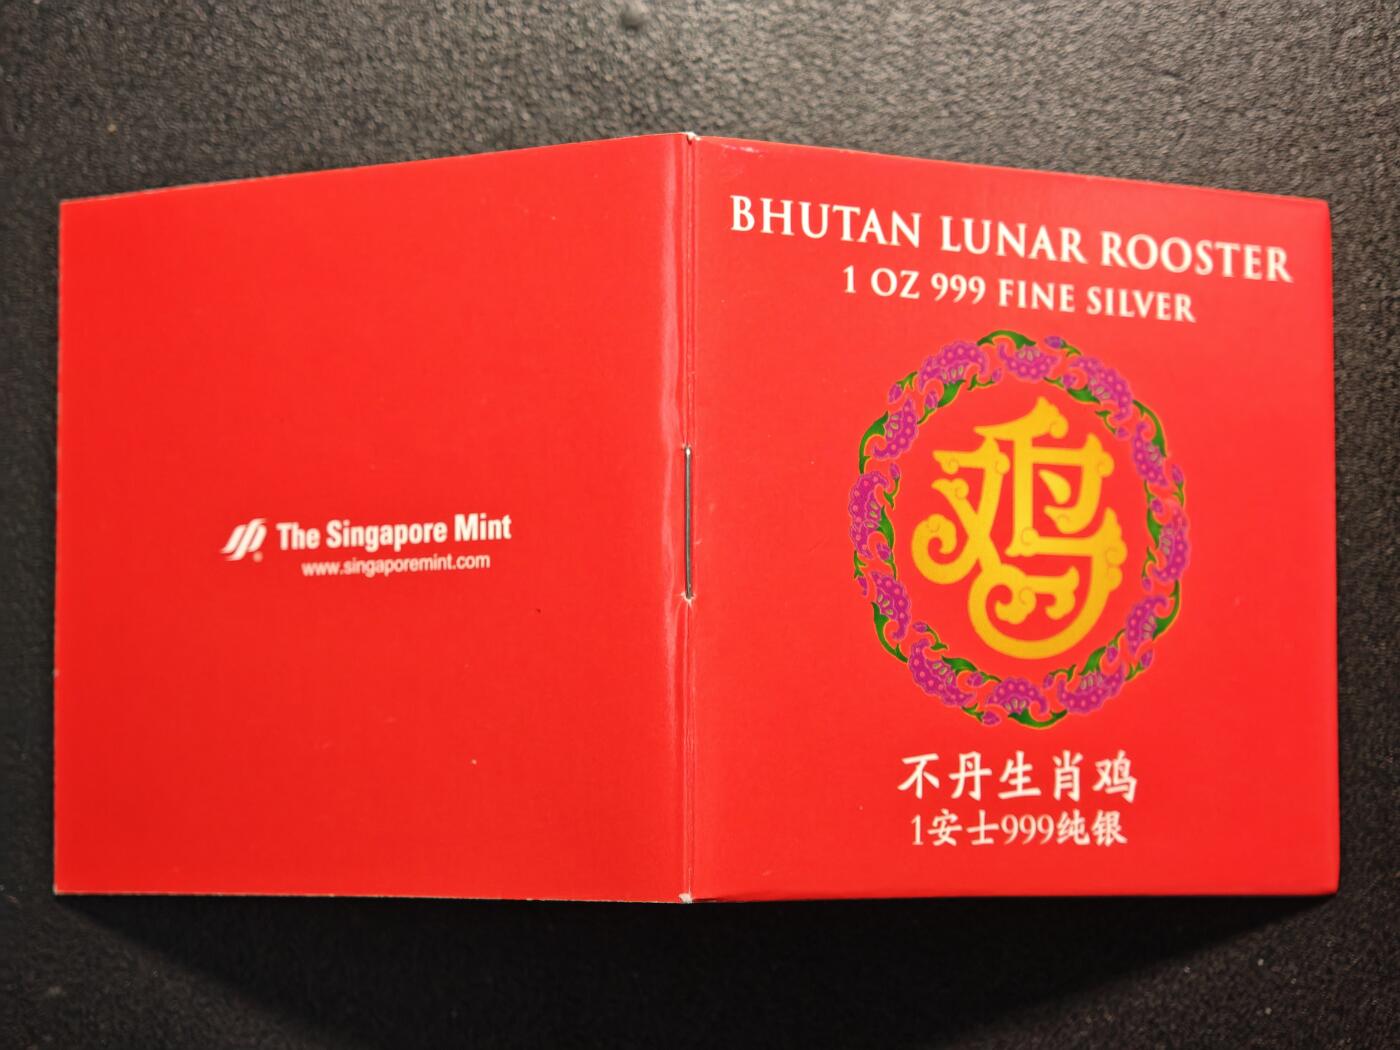 The Singapore Mint
www.singaporemint.com
BHUTAN LUNAR ROOSTER
1 OZ 999 FINE SILVER
鸡
不丹生肖鸡
1安士999纯银